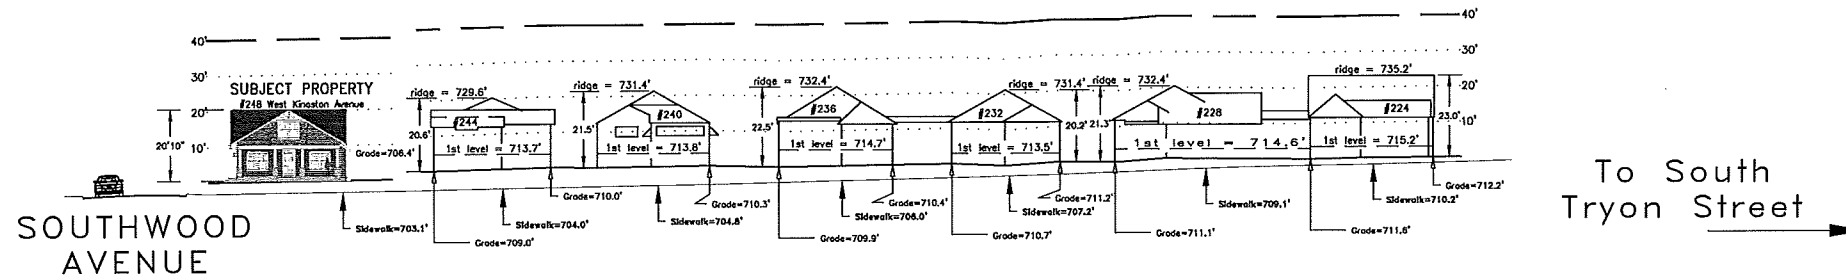 40'
30'
20'
10'
SUBJECT PROPERTY
#248 West Kingston Avenue
20'10"
Grade=706.4'
ridge = 729.6'
20.6'
#244
1st level = 713.7'
ridge = 731.4'
21.5'
#240
1st level = 713.8'
ridge = 732.4'
22.5'
#236
1st level = 714.7'
ridge = 731.4'
20.2'
#232
1st level = 713.5'
ridge = 732.4'
21.3'
#228
1st level = 714.6'
ridge = 735.2'
23.0'
#224
1st level = 715.2'
40'
30'
20'
10'
Sidewalk=703.1'
Grade=709.0'
Sidewalk=704.0'
Grade=710.0'
Sidewalk=704.8'
Grade=710.3'
Grade=709.9'
Sidewalk=706.0'
Grade=710.4'
Grade=710.7'
Sidewalk=707.2'
Grade=711.2'
Grade=711.1'
Sidewalk=709.1'
Grade=711.6'
Sidewalk=710.2'
Grade=712.2'
SOUTHWOOD
AVENUE
To South
Tryon Street